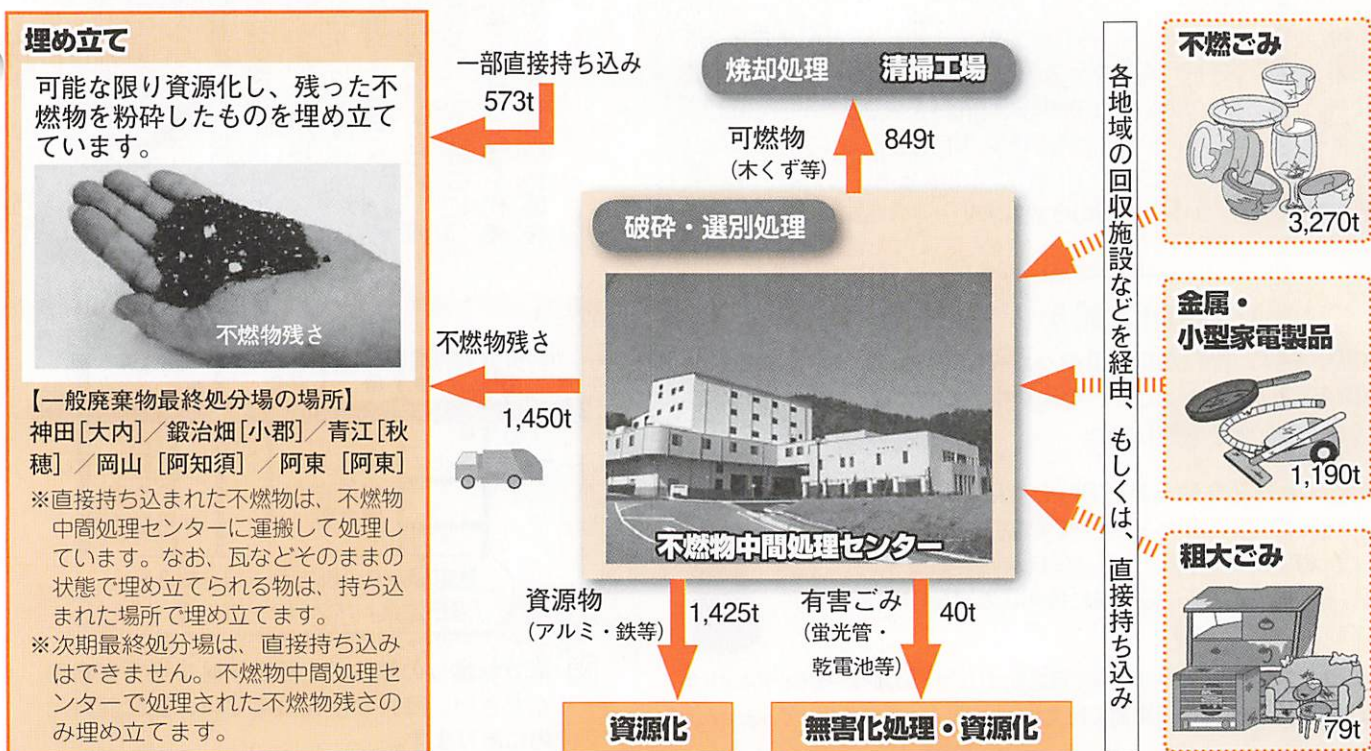 埋め立て
可能な限り資源化し、残った不
燃物を粉砕したものを埋め立て
ています。
不燃物残さ
【一般廃棄物最終処分場の場所】
神田[大内]／鍛治畑[小郡]／青江[秋
穂]／岡山［阿知須］／阿東［阿東］
※直接持ち込まれた不燃物は、不燃物
中間処理センターに運搬して処理し
ています。なお、瓦などそのままの
状態で埋め立てられる物は、持ち込
まれた場所で埋め立てます。
※次期最終処分場は、直接持ち込み
はできません。不燃物中間処理セ
ンターで処理された不燃物残さの
み埋め立てます。
一部直接持ち込み
573t
不燃物残さ
1,450t
焼却処理 清掃工場
可燃物
(木くず等)
849t
破砕・選別処理
不燃物中間処理センター
資源物
(アルミ・鉄等)
1,425t
有害ごみ
(蛍光管・
乾電池等)
40t
資源化
無害化処理・資源化
各地域の回収施設などを経由、もしくは、直接持ち込み
不燃ごみ
3,270t
金属・
小型家電製品
1,190t
粗大ごみ
79t